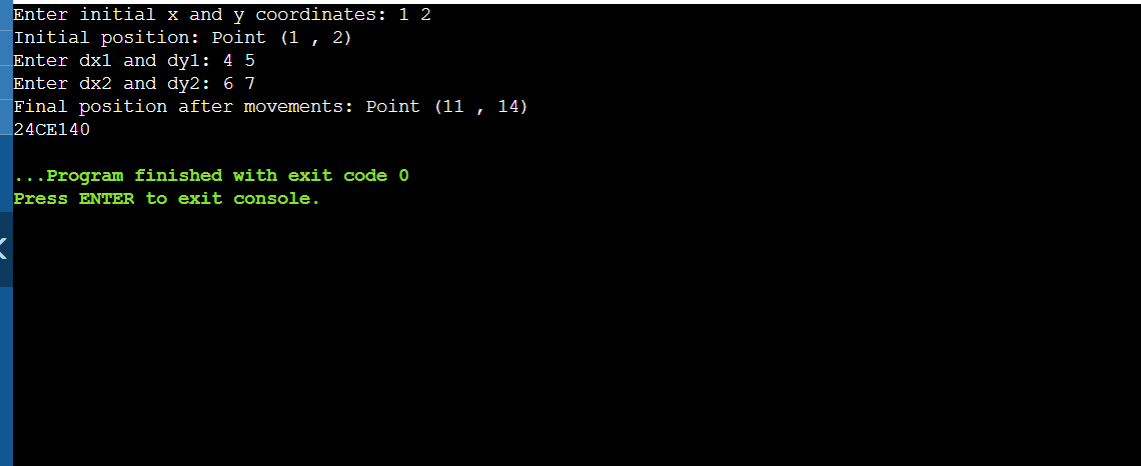 Enter initial x and y coordinates: 1 2
Initial position: Point (1 , 2)
Enter dx1 and dy1: 4 5
Enter dx2 and dy2: 6 7
Final position after movements: Point (11 , 14)
24CE140
...Program finished with exit code 0
Press ENTER to exit console.